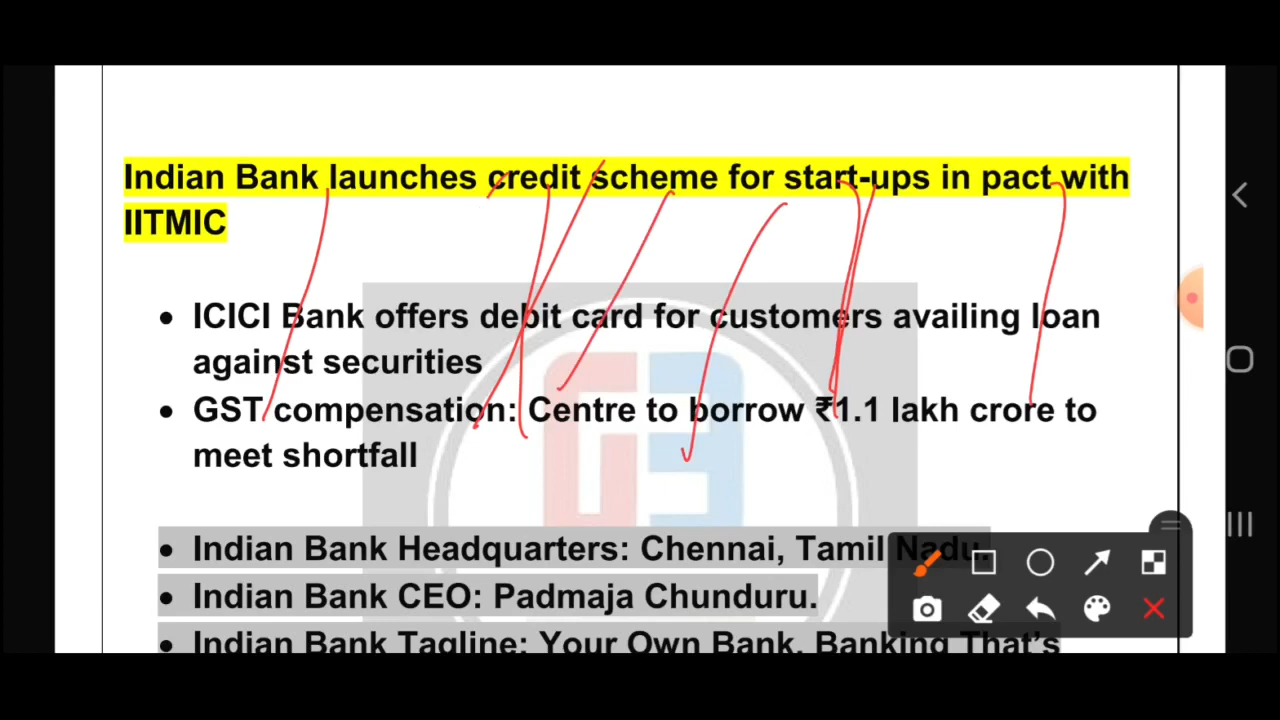 Indian Bank launches credit scheme for start-ups in pact with
IITMIC
• ICICI Bank offers debit card for customers availing loan
against securities
• GST compensation: Centre to borrow ₹1.1 lakh crore to
meet shortfall
• Indian Bank Headquarters: Chennai, Tamil Nadu.
• Indian Bank CEO: Padmaja Chunduru.
• Indian Bank Tagline: Your Own Bank, Banking That's